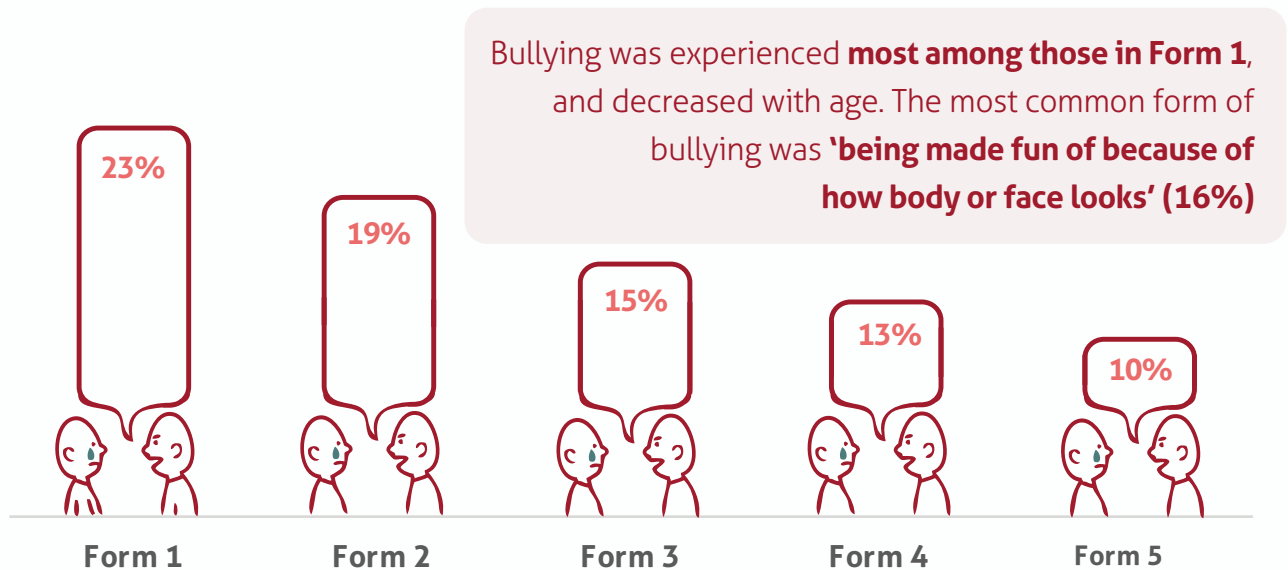 Bullying was experienced most among those in Form 1,
and decreased with age. The most common form of
bullying was ‘being made fun of because of
how body or face looks’ (16%)
23%
19%
15%
13%
10%
Form 1
Form 2
Form 3
Form 4
Form 5